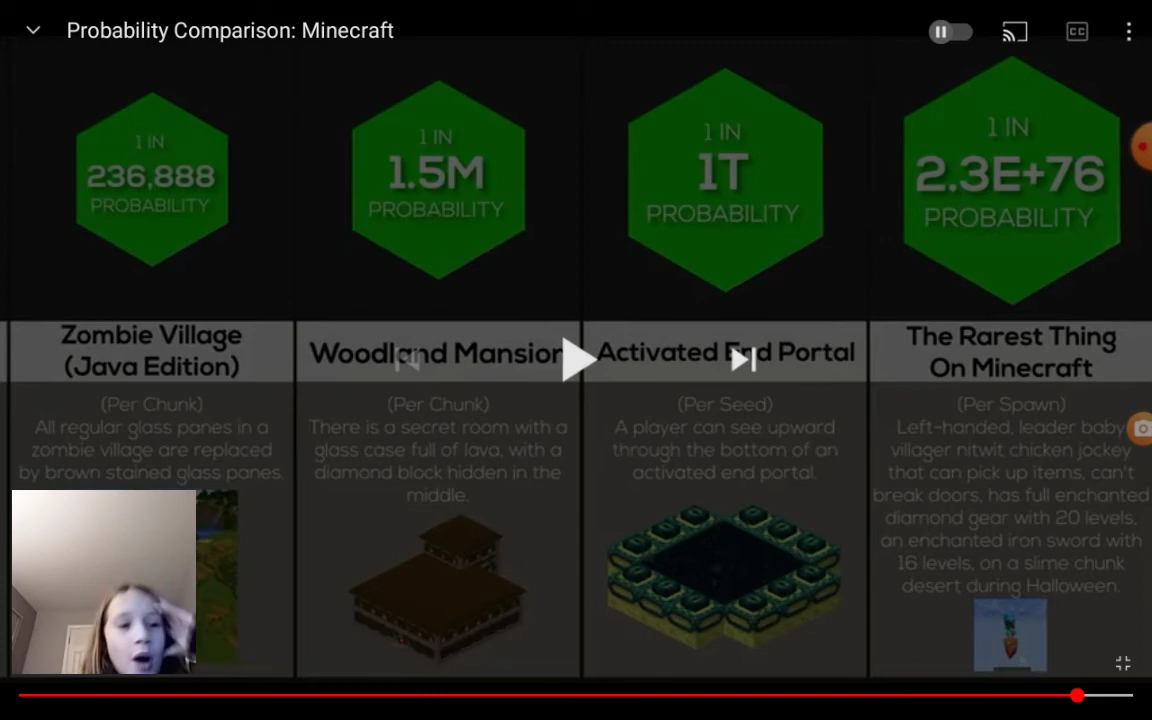 Probability Comparison: Minecraft
CC
1 IN
236,888
PROBABILITY
1 IN
1.5M
PROBABILITY
1 IN
1T
PROBABILITY
1 IN
2.3E+76
PROBABILITY
Zombie Village
(Java Edition)
(Per Chunk)
All regular glass panes in a
zombie village are replaced
by brown stained glass panes.
Woodland Mansion
(Per Chunk)
There is a secret room with a
glass case full of lava, with a
diamond block hidden in the
middle.
Activated End Portal
(Per Seed)
A player can see upward
through the bottom of an
activated end portal.
The Rarest Thing
On Minecraft
(Per Spawn)
Left-handed, leader baby
villager nitwit chicken jockey
that can pick up items, can't
break doors, has full enchanted
diamond gear with 20 levels,
an enchanted iron sword with
16 levels, on a slime chunk
desert during Halloween.